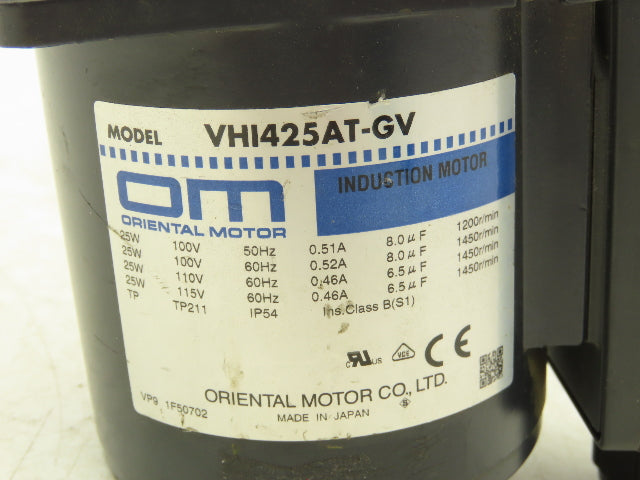 MODEL VHI425AT-GV
OM
ORIENTAL MOTOR
INDUCTION MOTOR
25W 100V 50Hz 0.51A 8.0µF 1200r/min
25W 100V 60Hz 0.52A 8.0µF 1450r/min
25W 110V 60Hz 0.46A 6.5µF 1450r/min
25W 115V 60Hz 0.46A 6.5µF 1450r/min
TP TP211 IP54 Ins.Class B(S1)
c RU us VDE CE
VP9 1F50702
ORIENTAL MOTOR CO., LTD.
MADE IN JAPAN S